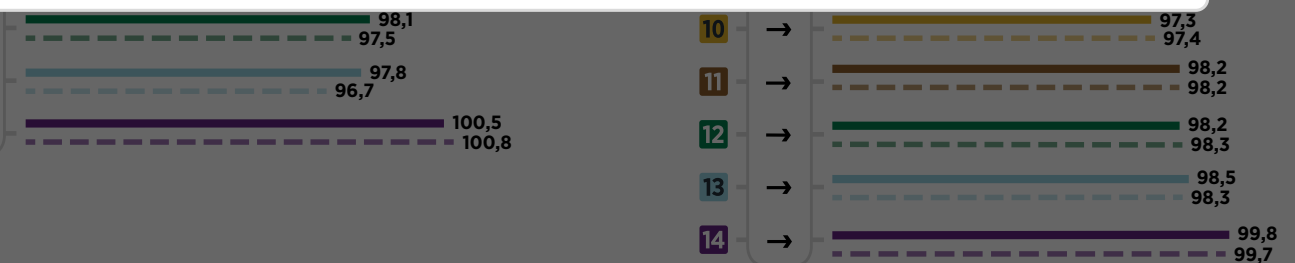 98,1
97,5
97,8
96,7
100,5
100,8
10 → 97,3
97,4
11 → 98,2
98,2
12 → 98,2
98,3
13 → 98,5
98,3
14 → 99,8
99,7